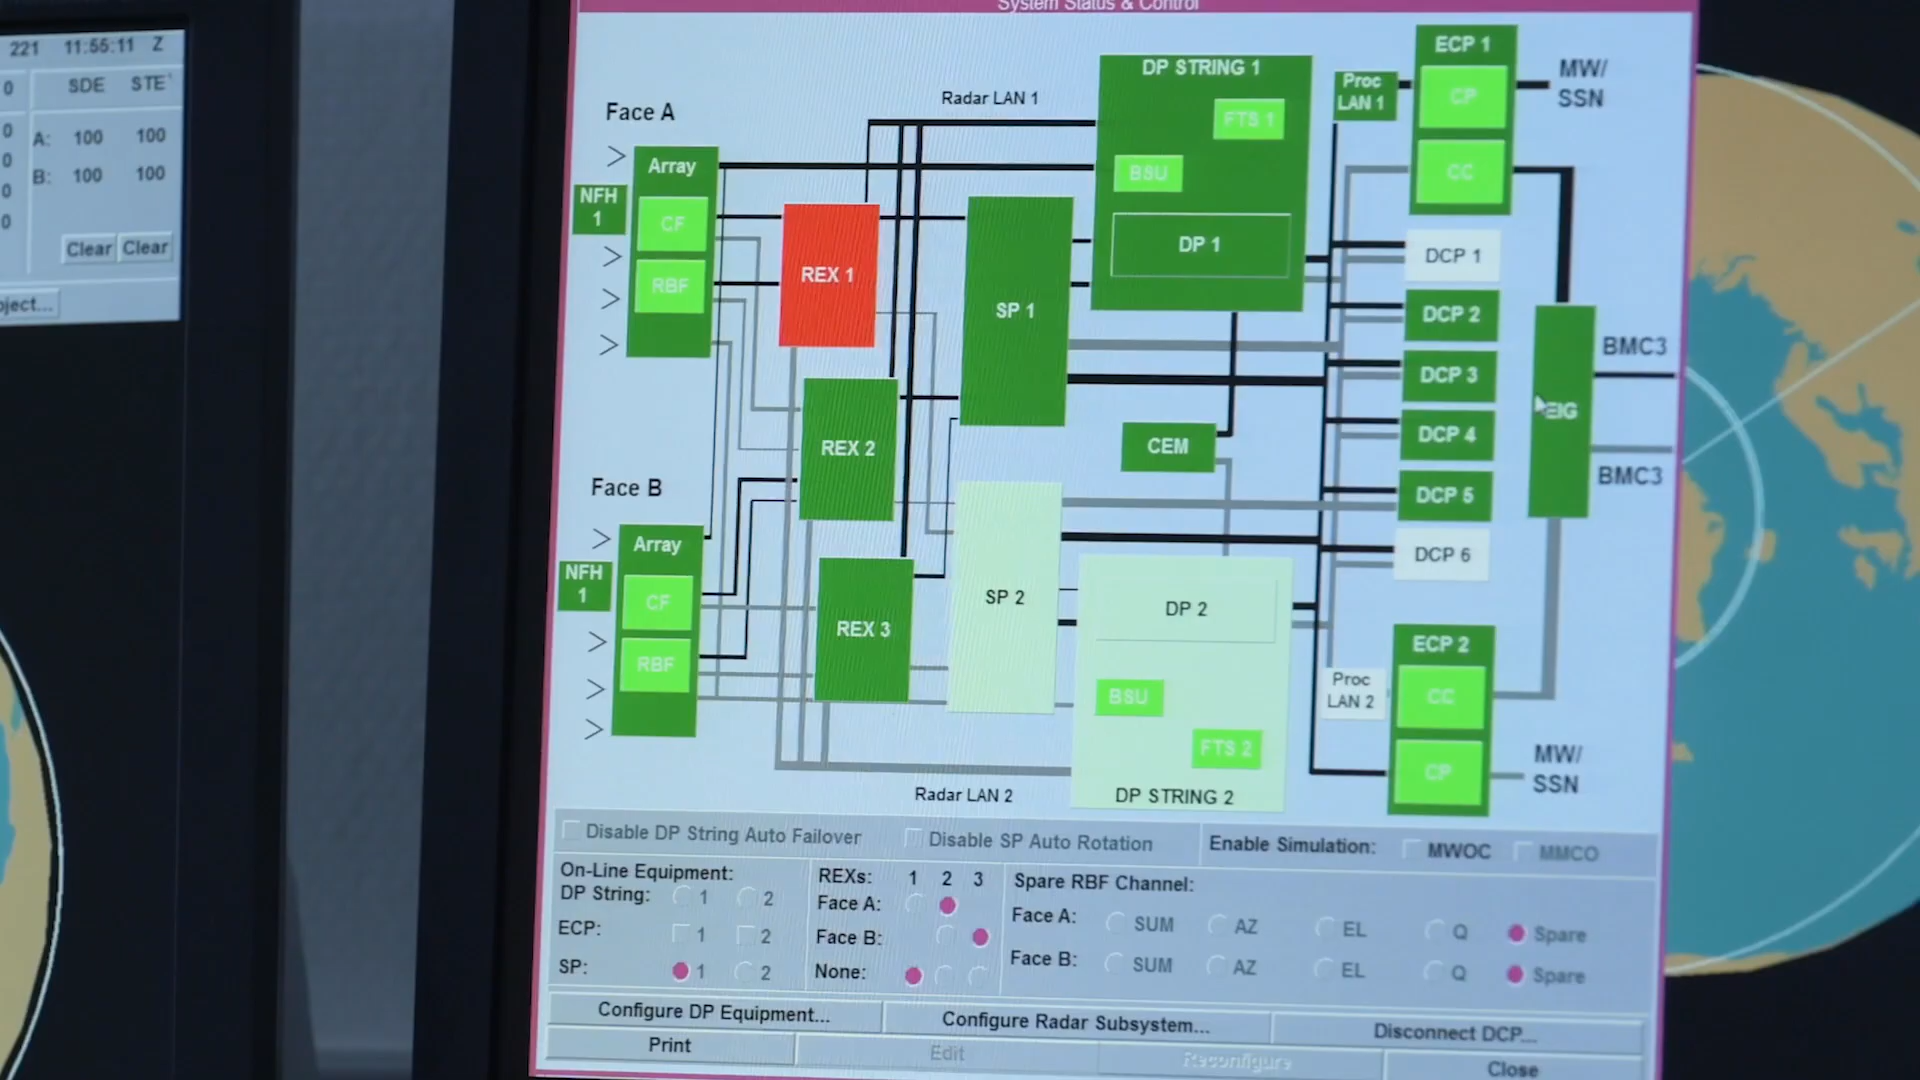 221 11:55:11 Z
SDE STE
0
A: 100 100
0
0
B: 100 100
0
0
Clear Clear
oject...
System Status & Control
Face A
NFH 1
Array
CF
RBF
Face B
NFH 1
Array
CF
RBF
Radar LAN 1
REX 1
REX 2
REX 3
SP 1
SP 2
Radar LAN 2
DP STRING 1
FTS 1
BSU
DP 1
CEM
DP 2
BSU
FTS 2
DP STRING 2
Proc LAN 1
ECP 1
CP
CC
MW/
SSN
DCP 1
DCP 2
DCP 3
DCP 4
DCP 5
DCP 6
EIG
BMC3
BMC3
Proc LAN 2
ECP 2
CC
CP
MW/
SSN
Disable DP String Auto Failover
Disable SP Auto Rotation
Enable Simulation: MWOC MMCO
On-Line Equipment:
DP String: 1 2
ECP: 1 2
SP: 1 2
REXs: 1 2 3
Face A:
Face B:
None:
Spare RBF Channel:
Face A: SUM AZ EL Q Spare
Face B: SUM AZ EL Q Spare
Configure DP Equipment... Configure Radar Subsystem... Disconnect DCP...
Print Edit Reconfigure Close